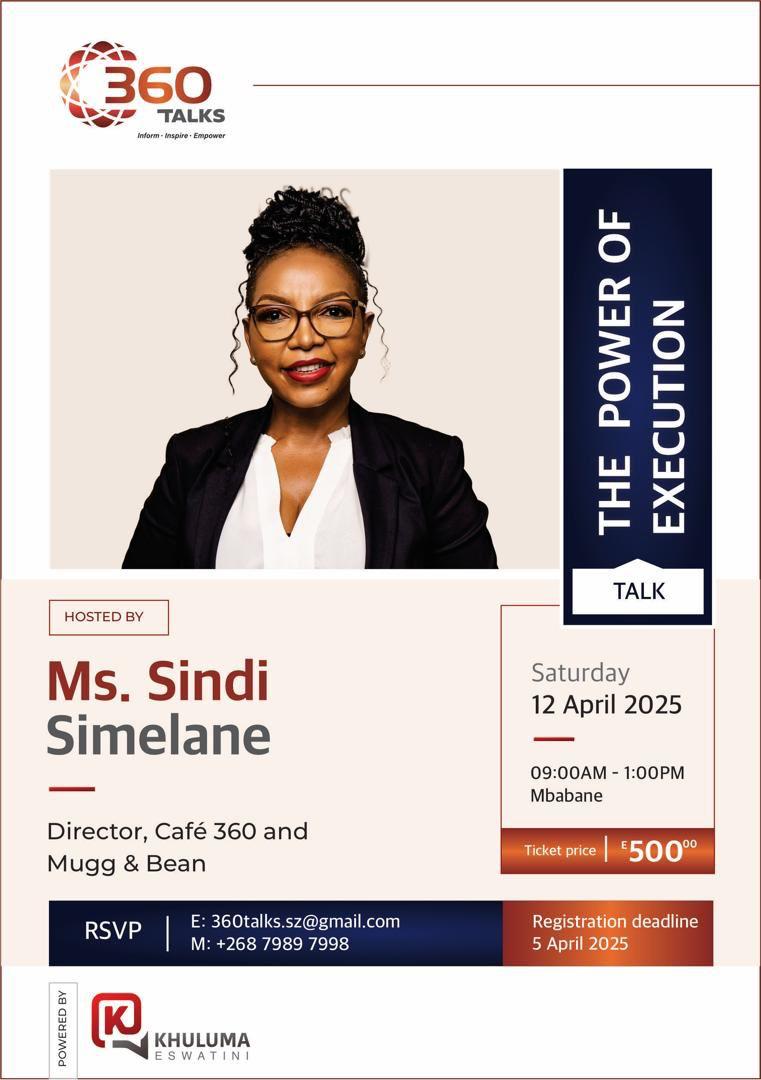 360
TALKS
Inform · Inspire · Empower
THE POWER OF
EXECUTION
TALK
HOSTED BY
Ms. Sindi
Simelane
Director, Café 360 and
Mugg & Bean
Saturday
12 April 2025
09:00AM - 1:00PM
Mbabane
Ticket price | E50000
RSVP
E: 360talks.sz@gmail.com
M: +268 7989 7998
Registration deadline
5 April 2025
POWERED BY
K
KHULUMA
ESWATINI